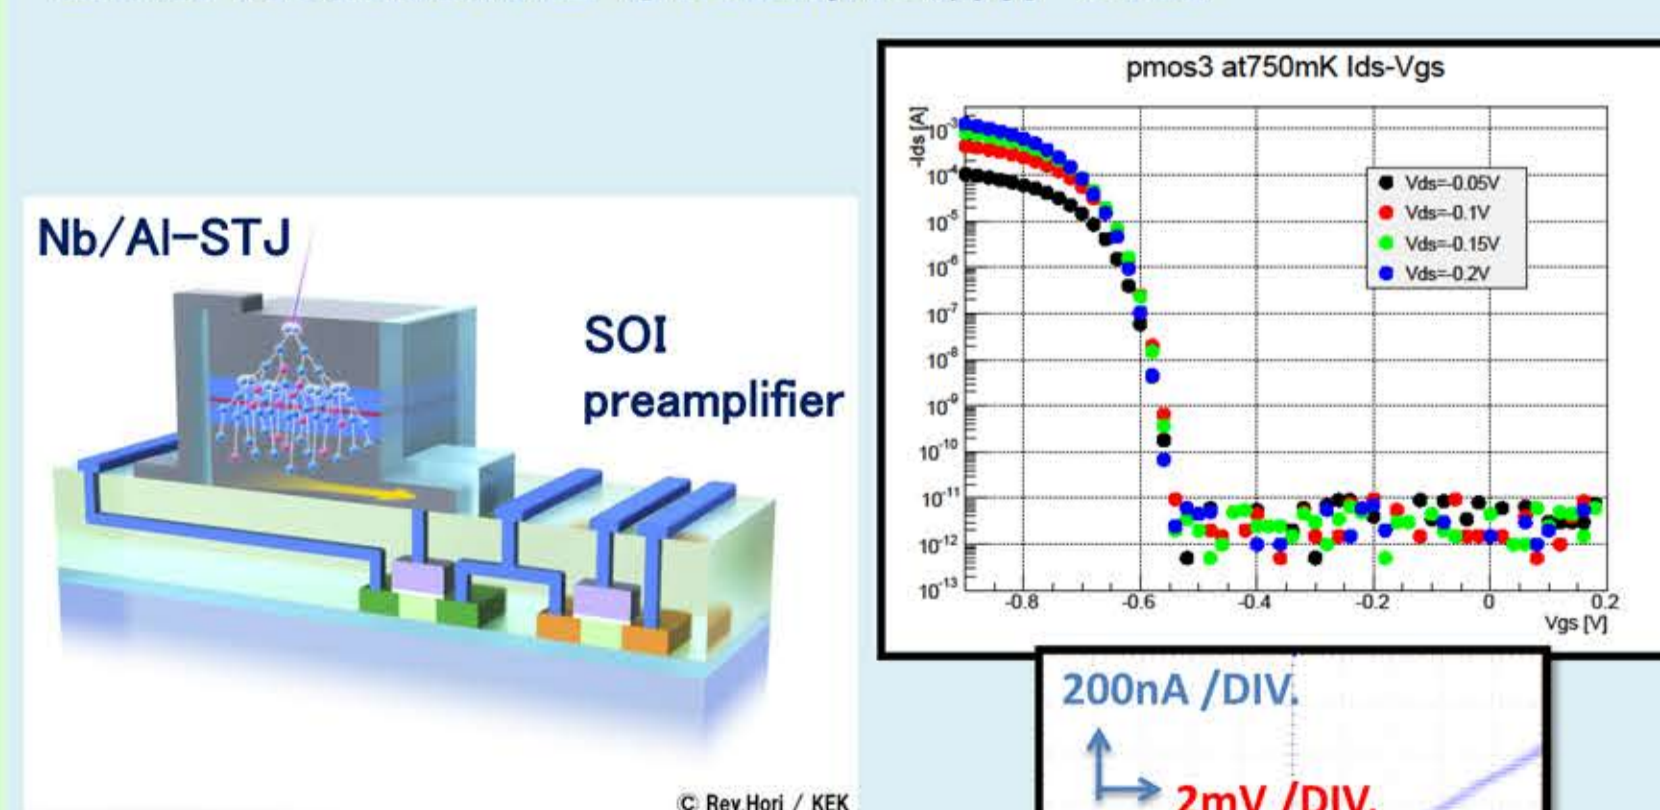 Nb/Al-STJ
SOI
preamplifier
© Rey.Hori / KEK
pmos3 at750mK Ids-Vgs
-Ids [A]
10-3
10-4
10-5
10-6
10-7
10-8
10-9
10-10
10-11
10-12
10-13
Vds=-0.05V
Vds=-0.1V
Vds=-0.15V
Vds=-0.2V
-0.8 -0.6 -0.4 -0.2 0 0.2
Vgs [V]
200nA /DIV.
2mV /DIV.